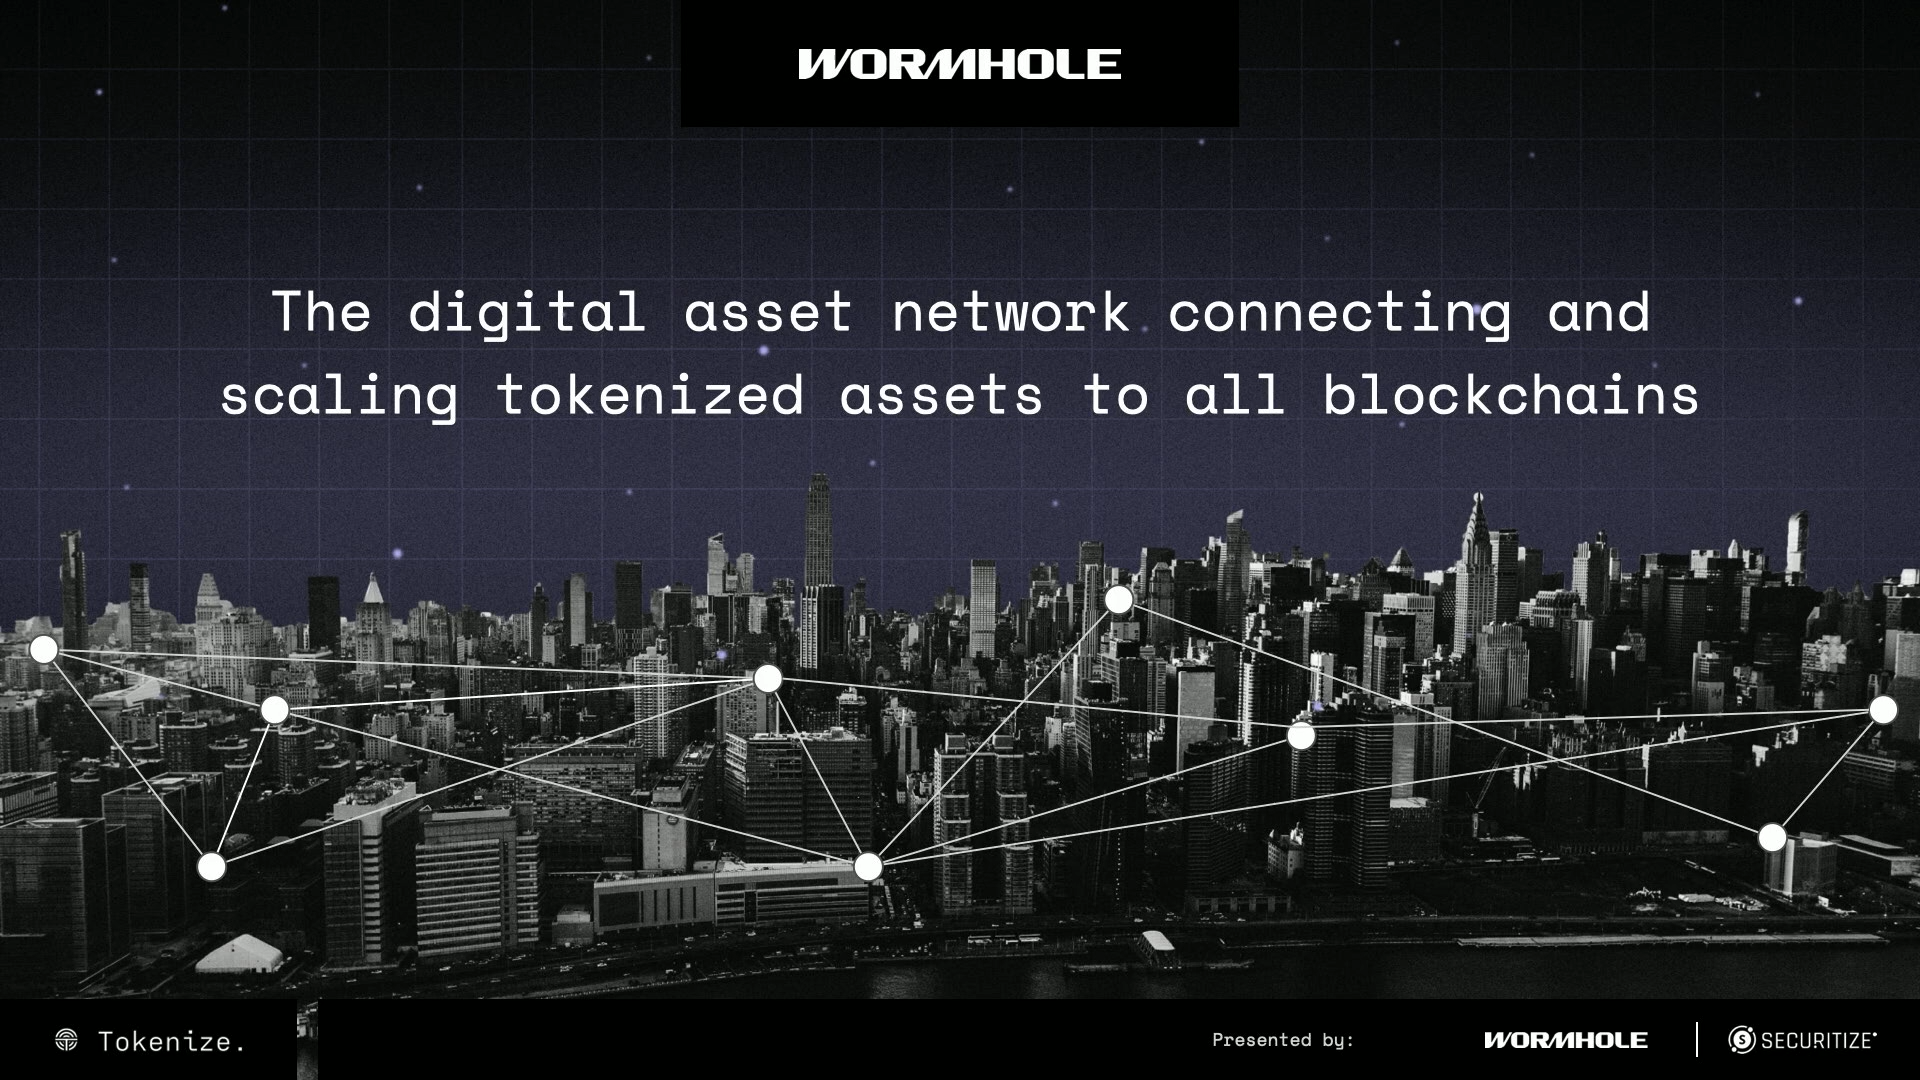 WORMHOLE
The digital asset network connecting and
scaling tokenized assets to all blockchains
Tokenize.
Presented by:
WORMHOLE
S SECURITIZE